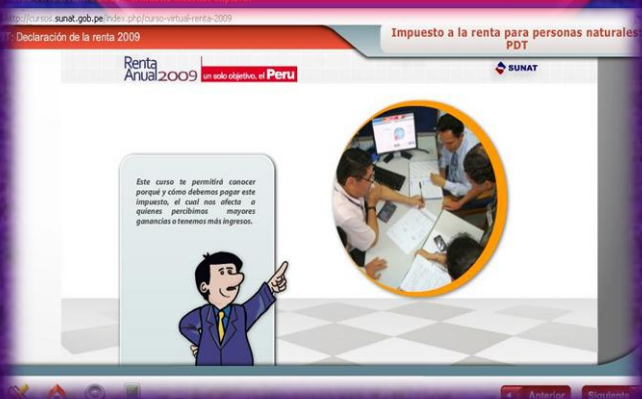 http://cursos.sunat.gob.pe/index.php/curso-virtual-renta-2009
PDT: Declaración de la renta 2009
Impuesto a la renta para personas naturales:
PDT
Renta
Anual2009 un solo objetivo, el Perú
SUNAT
Este curso te permitirá conocer
porqué y cómo debemos pagar este
impuesto, el cual nos afecta a
quienes percibimos mayores
ganancias o tenemos más ingresos.
Anterior
Siguiente